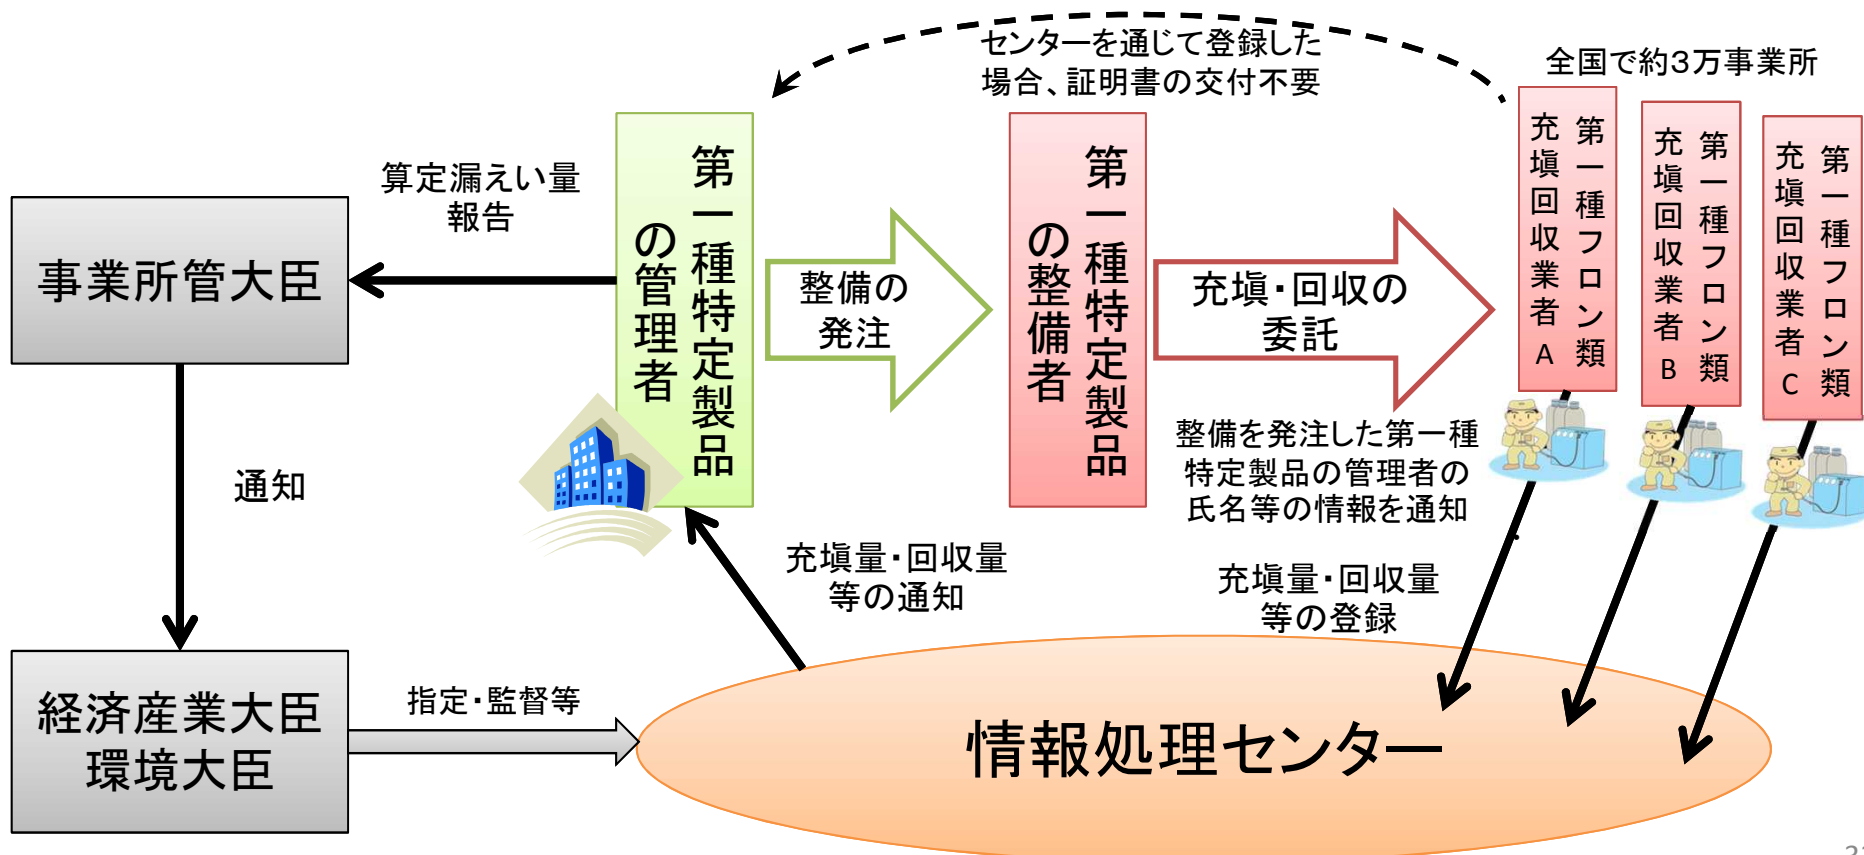 センターを通じて登録した
場合、証明書の交付不要
全国で約3万事業所
算定漏えい量
報告
事業所管大臣
第一種特定製品
の管理者
整備の
発注
第一種特定製品
の整備者
充塡・回収の
委託
第一種フロン類
充塡回収業者A
第一種フロン類
充塡回収業者B
第一種フロン類
充塡回収業者C
整備を発注した第一種
特定製品の管理者の
氏名等の情報を通知
通知
充塡量・回収量
等の通知
充塡量・回収量
等の登録
経済産業大臣
環境大臣
指定・監督等
情報処理センター